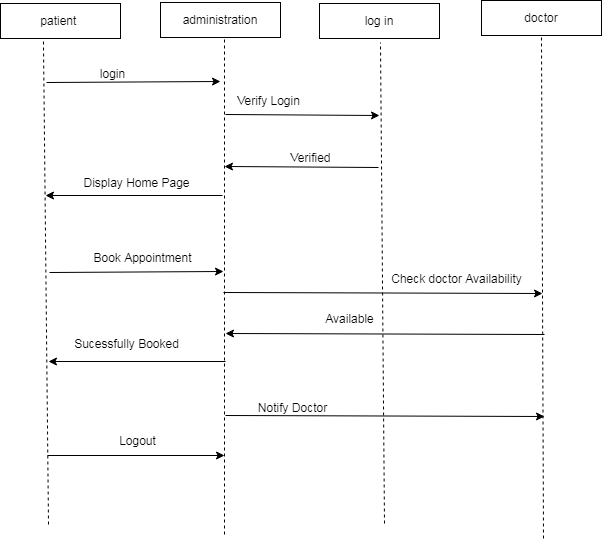 patient
administration
log in
doctor
login
Verify Login
Verified
Display Home Page
Book Appointment
Check doctor Availability
Available
Sucessfully Booked
Notify Doctor
Logout